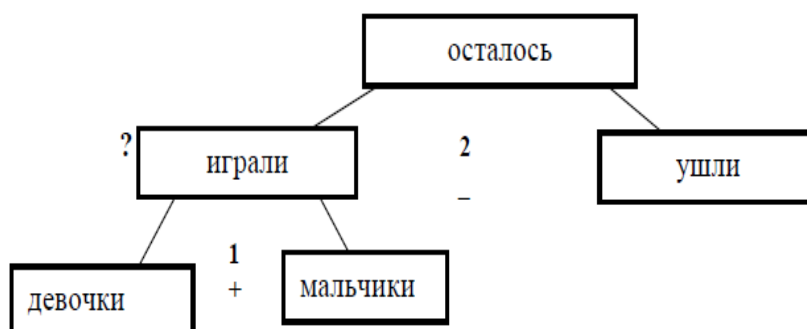 осталось
?
играли
2
–
ушли
1
+
девочки
мальчики